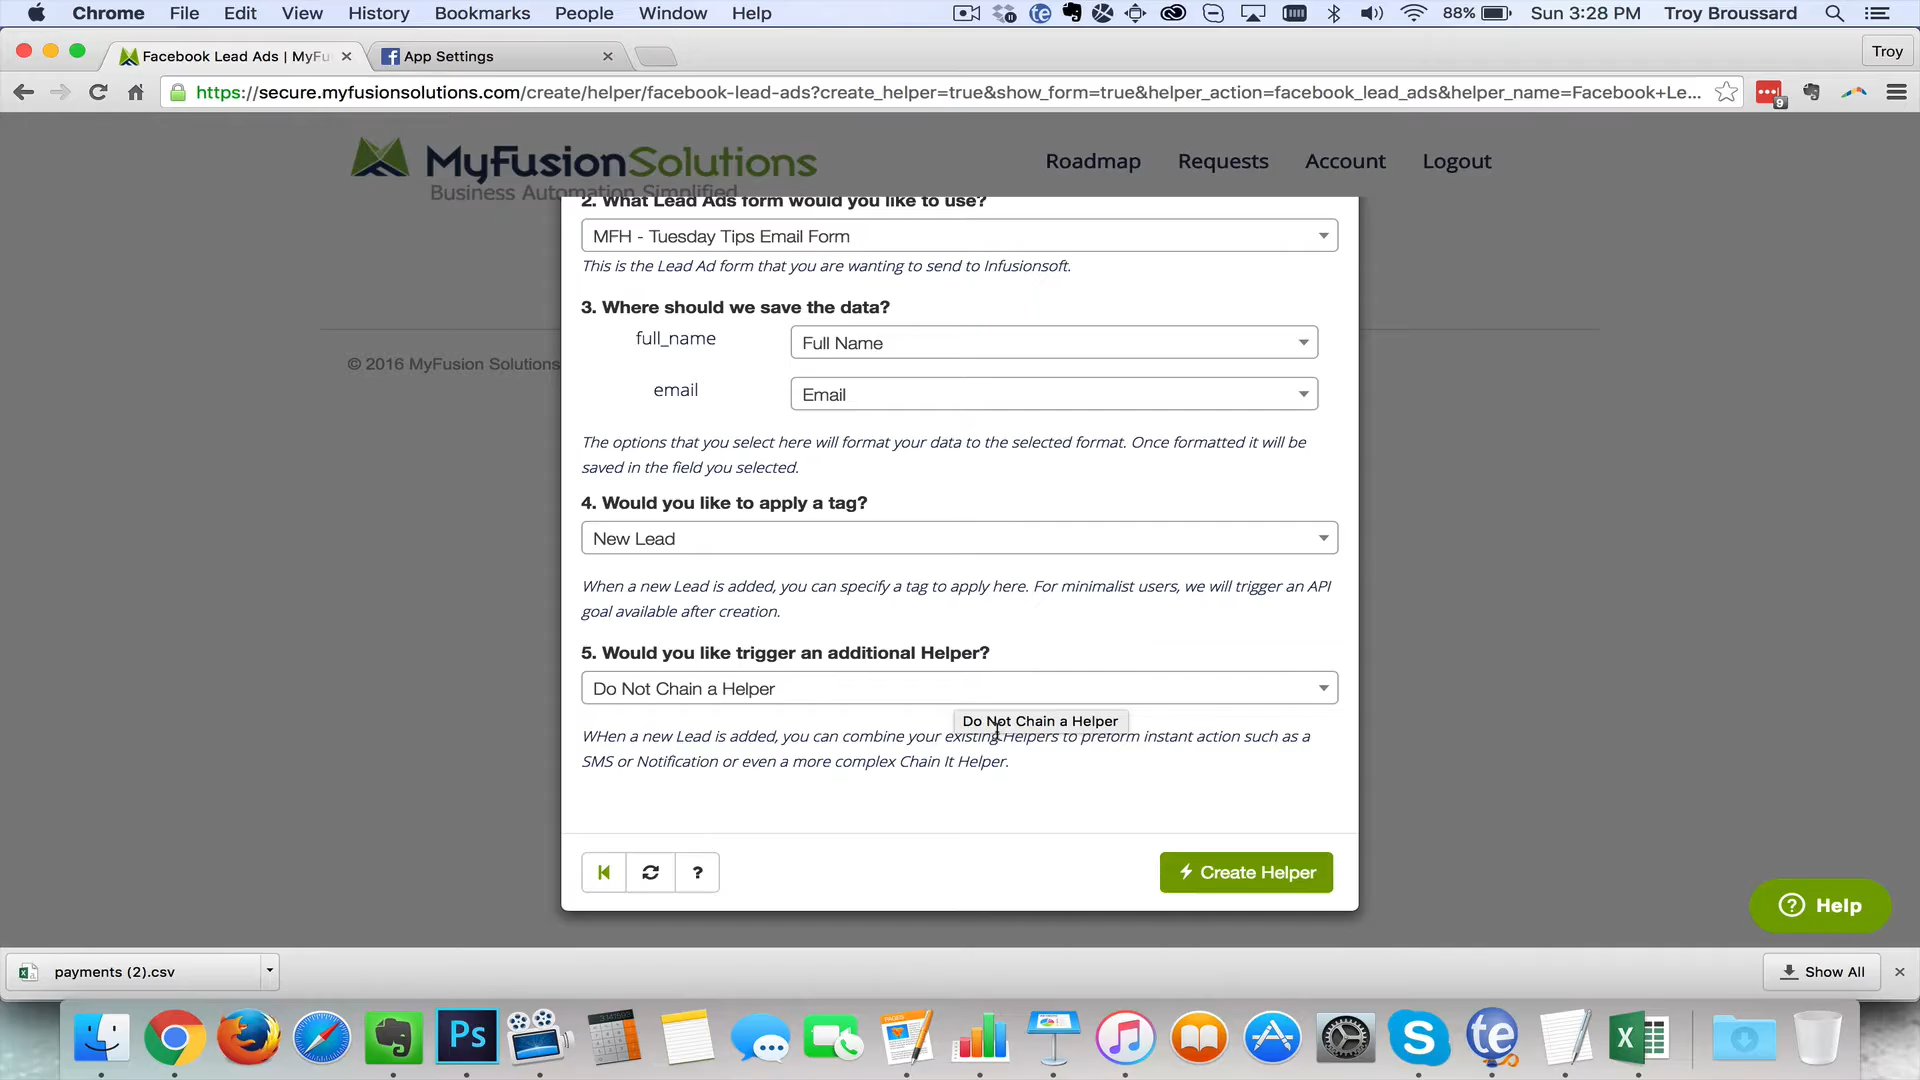 Chrome File Edit View History Bookmarks People Window Help 88% Sun 3:28 PM Troy Broussard
Facebook Lead Ads | MyFu App Settings Troy
https://secure.myfusionsolutions.com/create/helper/facebook-lead-ads?create_helper=true&show_form=true&helper_action=facebook_lead_ads&helper_name=Facebook+Le... 9
MyFusionSolutions Roadmap Requests Account Logout
Business Automation Simplified
2. What Lead Ads form would you like to use?
MFH - Tuesday Tips Email Form
This is the Lead Ad form that you are wanting to send to Infusionsoft.
3. Where should we save the data?
full_name Full Name
© 2016 MyFusion Solutions
email Email
The options that you select here will format your data to the selected format. Once formatted it will be
saved in the field you selected.
4. Would you like to apply a tag?
New Lead
When a new Lead is added, you can specify a tag to apply here. For minimalist users, we will trigger an API
goal available after creation.
5. Would you like trigger an additional Helper?
Do Not Chain a Helper
Do Not Chain a Helper
WHen a new Lead is added, you can combine your existing Helpers to preform instant action such as a
SMS or Notification or even a more complex Chain It Helper.
? Create Helper
? Help
payments (2).csv Show All
Ps PAGES S te X